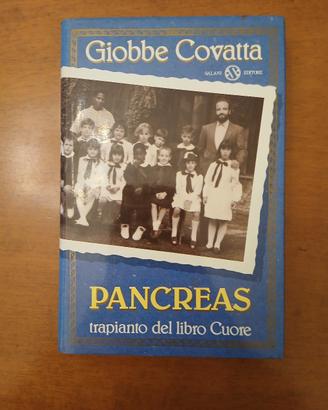 Giobbe Covatta
SALANI EDITORE
PANCREAS
trapianto del libro Cuore